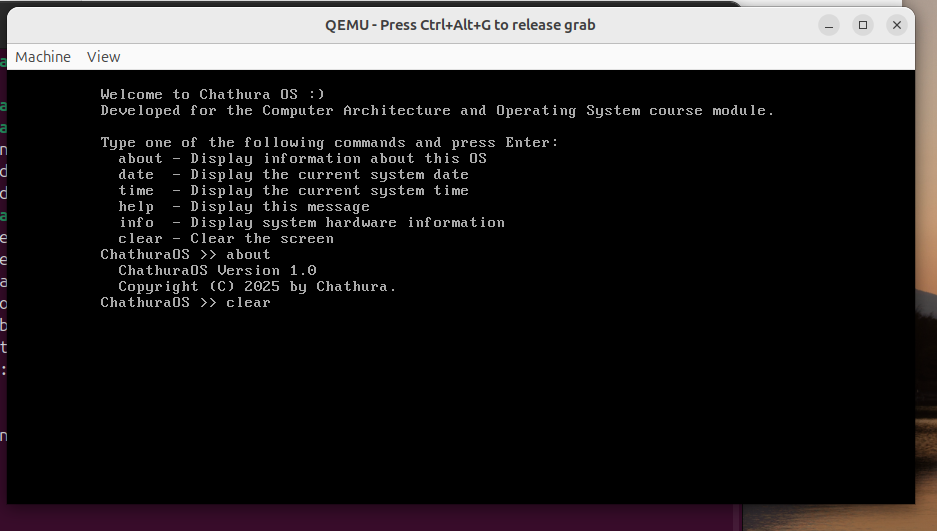 QEMU - Press Ctrl+Alt+G to release grab
Machine View
Welcome to Chathura OS :)
Developed for the Computer Architecture and Operating System course module.
Type one of the following commands and press Enter:
about - Display information about this OS
date - Display the current system date
time - Display the current system time
help - Display this message
info - Display system hardware information
clear - Clear the screen
ChathuraOS >> about
ChathuraOS Version 1.0
Copyright (C) 2025 by Chathura.
ChathuraOS >> clear